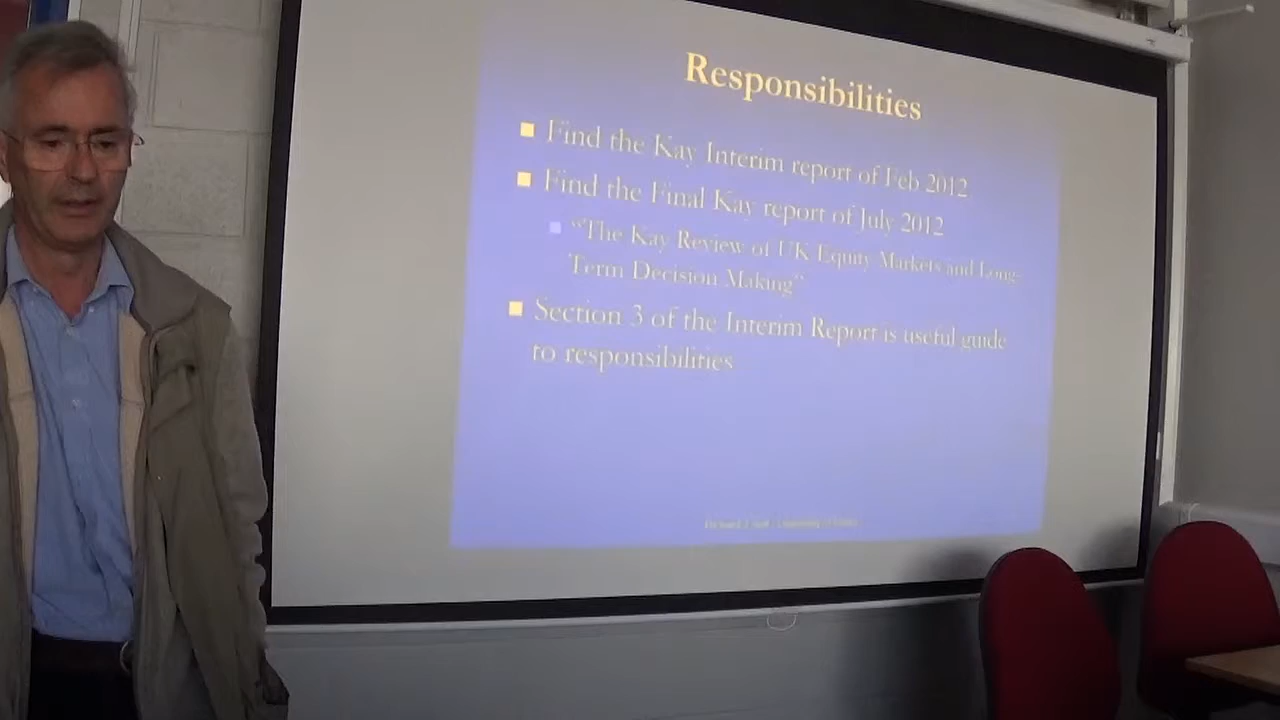 Responsibilities
Find the Kay Interim report of Feb 2012
Find the Final Kay report of July 2012
“The Kay Review of UK Equity Markets and Long-
Term Decision Making”
Section 3 of the Interim Report is useful guide
to responsibilities